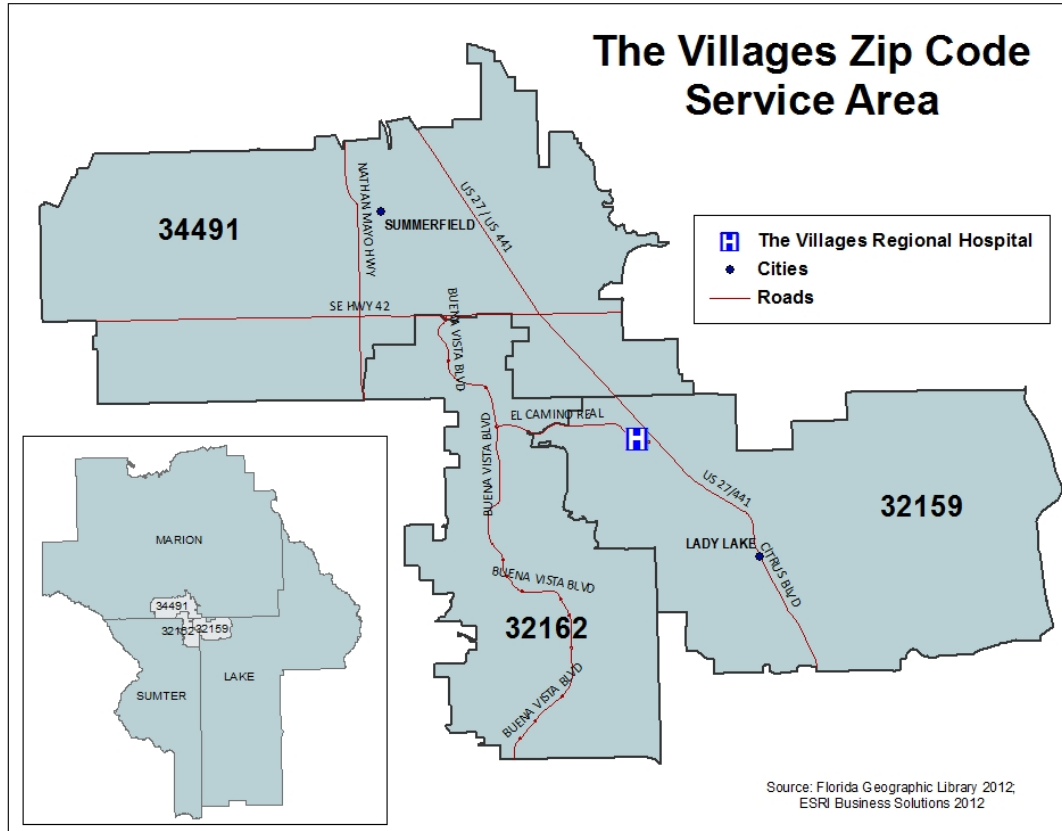 The Villages Zip Code
Service Area
34491
NATHAN MAYO HWY
SUMMERFIELD
US 27 / US 441
The Villages Regional Hospital
Cities
Roads
SE HWY 42
BUENA VISTA BLVD
BUENA VISTA BLVD
EL CAMINO REAL
H
US 27/441
32159
LADY LAKE
CITRUS BLVD
BUENA VISTA BLVD
32162
BUENA VISTA BLVD
MARION
34491
32162
32159
SUMTER
LAKE
Source: Florida Geographic Library 2012;
ESRI Business Solutions 2012